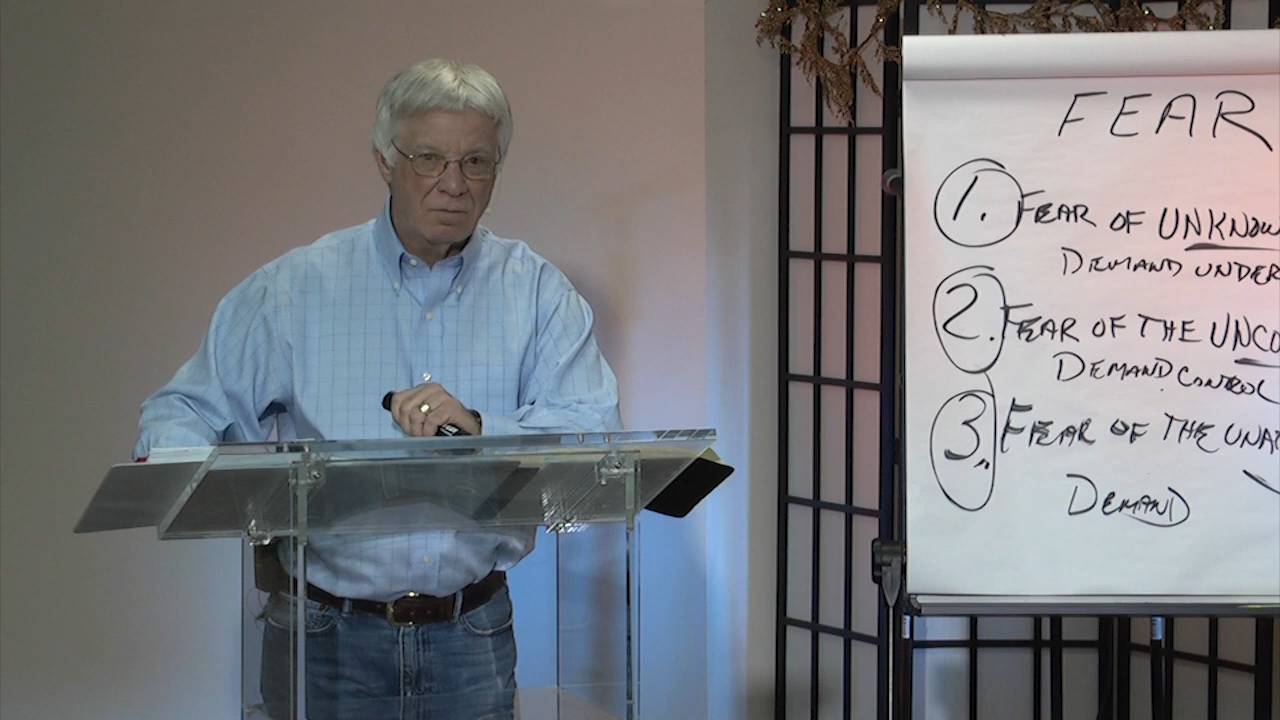 FEAR
1. FEAR OF UNKNOW
DEMAND UNDER
2. FEAR OF THE UNCO
DEMAND CONTROL
3. FEAR OF THE UNA
DEMAND